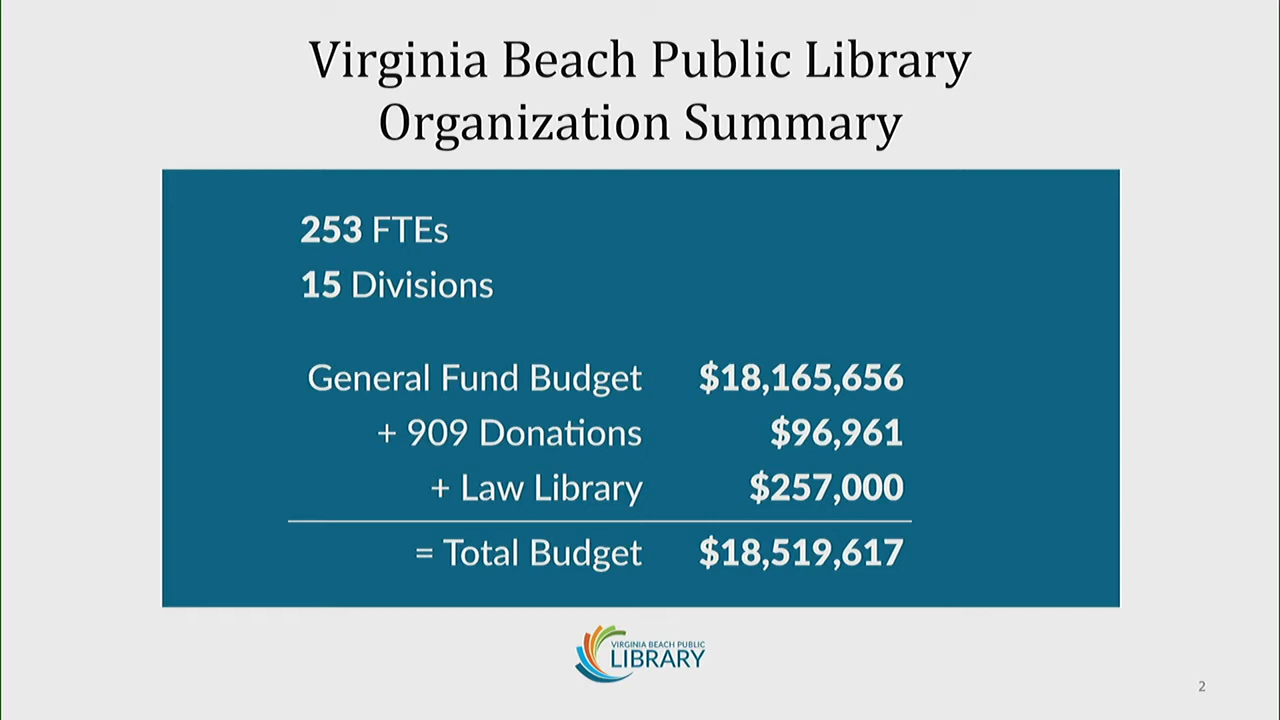 Virginia Beach Public Library
Organization Summary
253 FTEs
15 Divisions
General Fund Budget $18,165,656
+ 909 Donations $96,961
+ Law Library $257,000
= Total Budget $18,519,617
VIRGINIA BEACH PUBLIC
LIBRARY
2